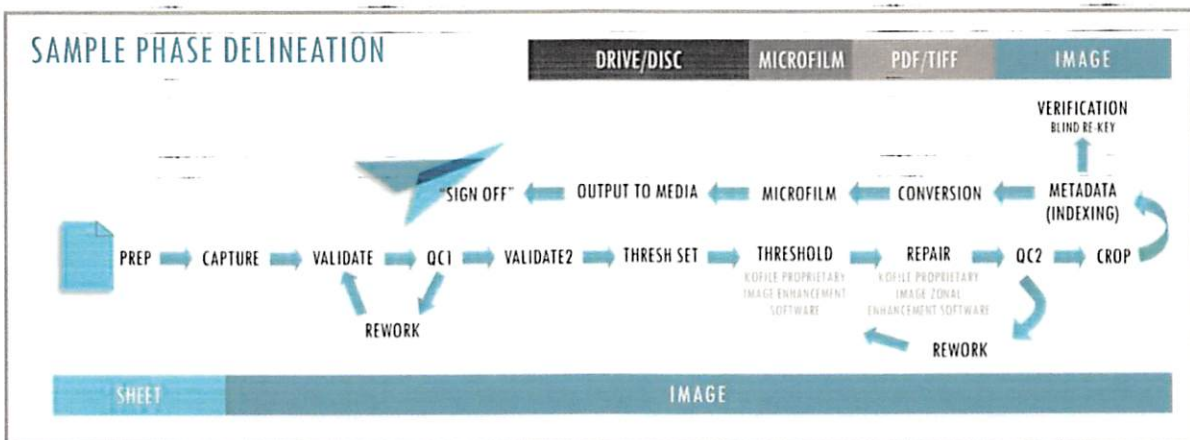 SAMPLE PHASE DELINEATION
DRIVE/DISC MICROFILM PDF/TIFF IMAGE
VERIFICATION
BLIND RE-KEY
"SIGN OFF" OUTPUT TO MEDIA MICROFILM CONVERSION METADATA
(INDEXING)
PREP CAPTURE VALIDATE QC1 VALIDATE2 THRESH SET THRESHOLD REPAIR QC2 CROP
KOFILE PROPRIETARY
IMAGE ENHANCEMENT
SOFTWARE
KOFILE PROPRIETARY
IMAGE ZONAL
ENHANCEMENT SOFTWARE
REWORK
REWORK
SHEET IMAGE